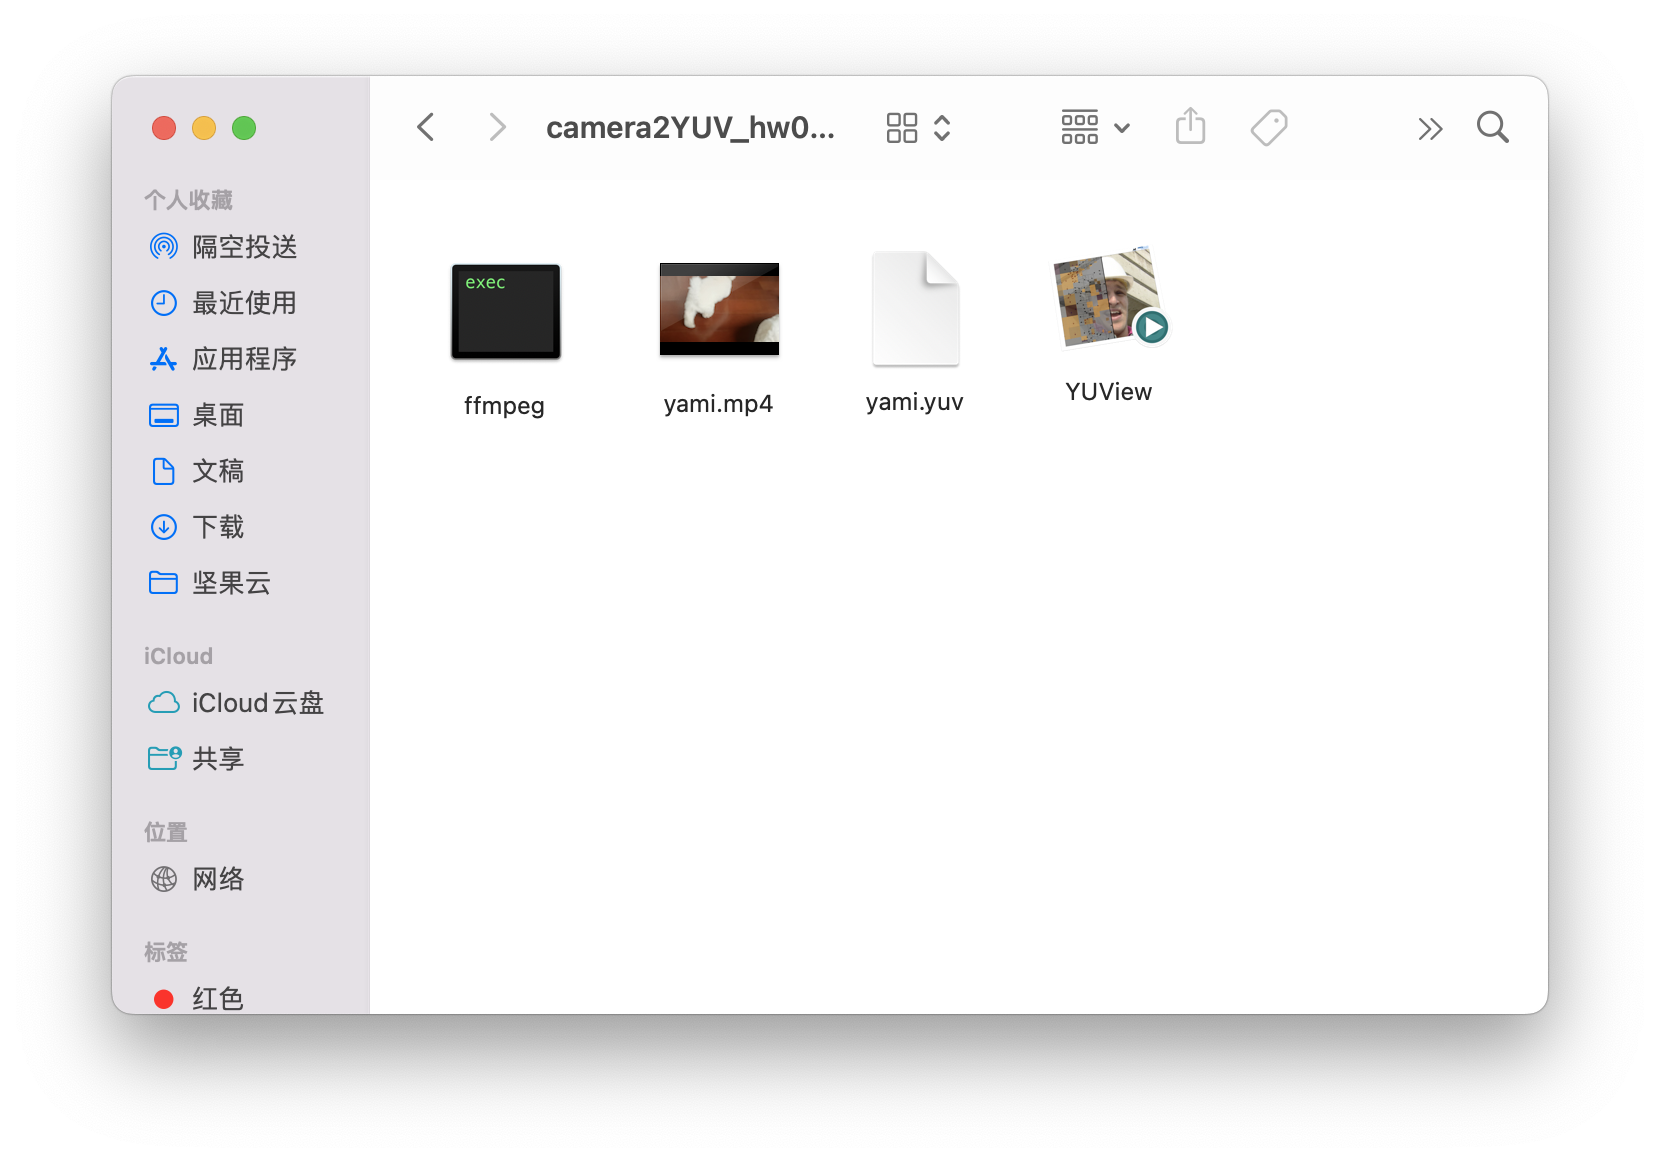 camera2YUV_hw0...
个人收藏
隔空投送
最近使用
应用程序
桌面
文稿
下载
坚果云
iCloud
iCloud云盘
共享
位置
网络
标签
红色
exec
ffmpeg
yami.mp4
yami.yuv
YUView